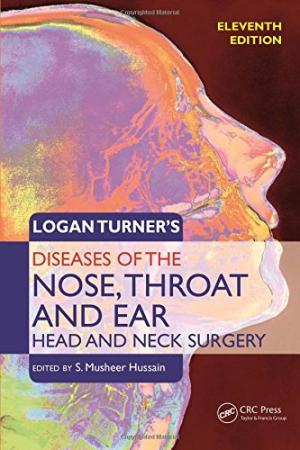 ELEVENTH
EDITION
LOGAN TURNER'S
DISEASES OF THE
NOSE, THROAT
AND EAR
HEAD AND NECK SURGERY
EDITED BY S. Musheer Hussain
CRC
CRC Press
Taylor & Francis Group